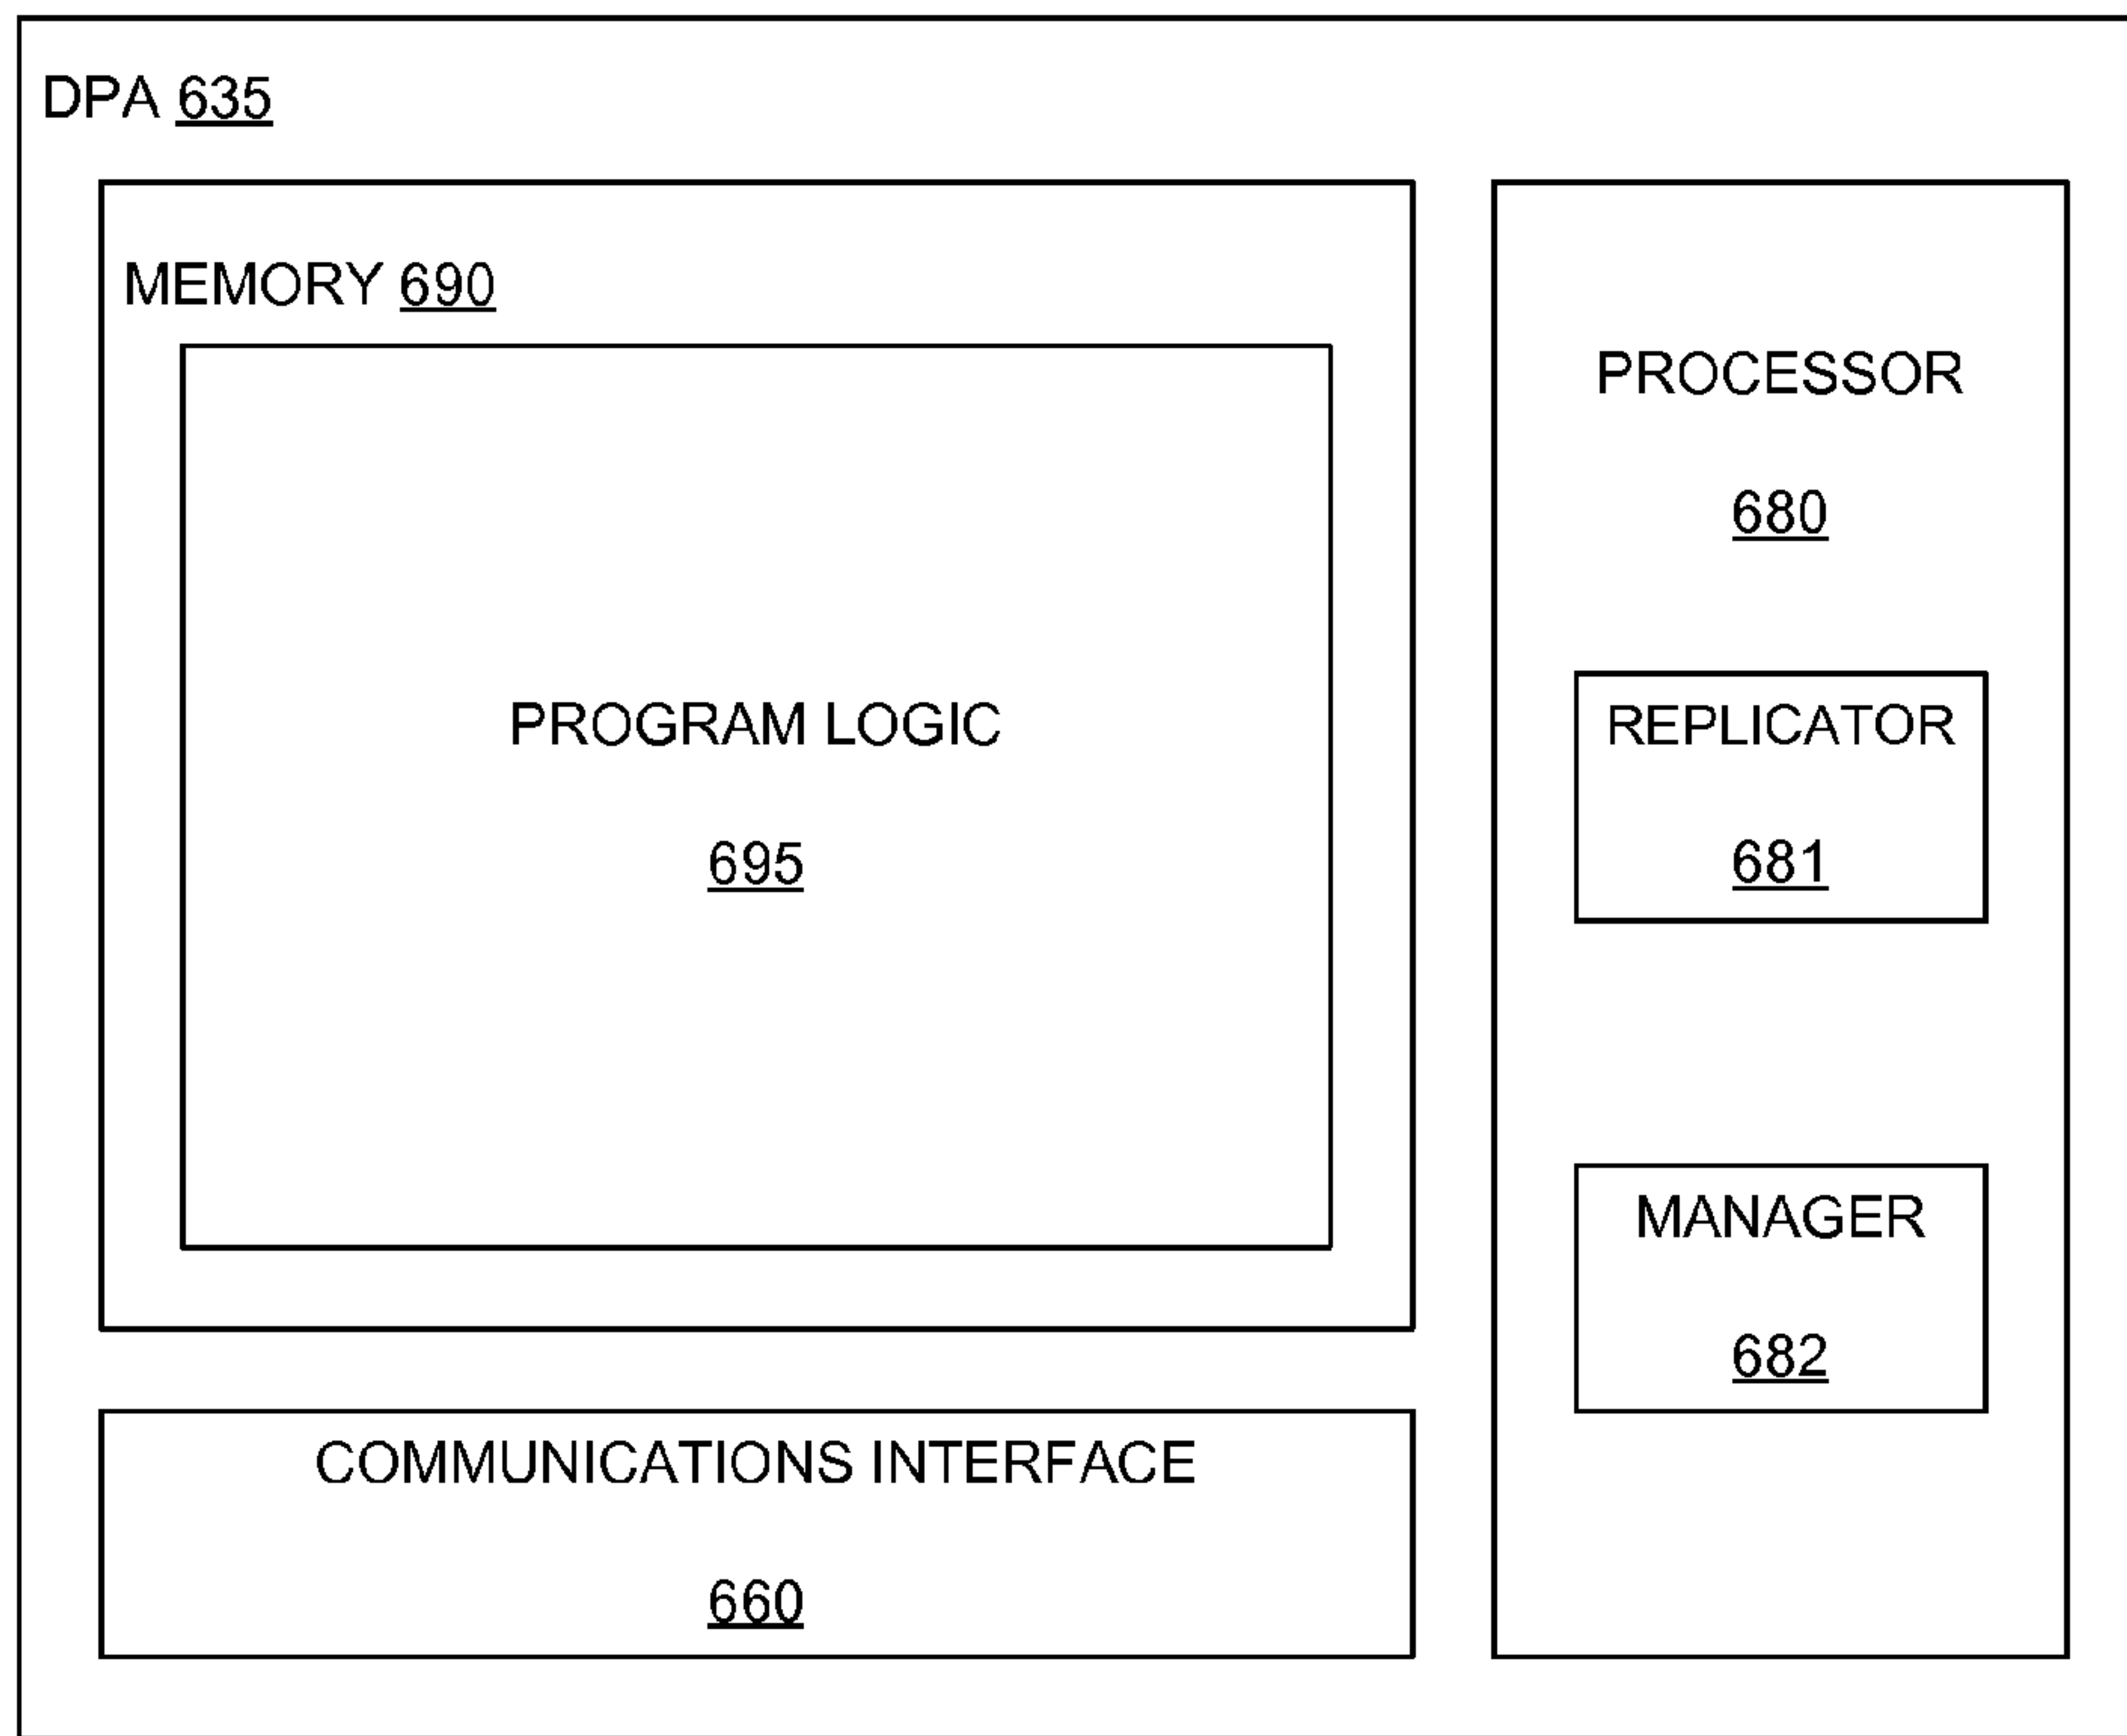 DPA 635
MEMORY 690
PROGRAM LOGIC
695
COMMUNICATIONS INTERFACE
660
PROCESSOR
680
REPLICATOR
681
MANAGER
682